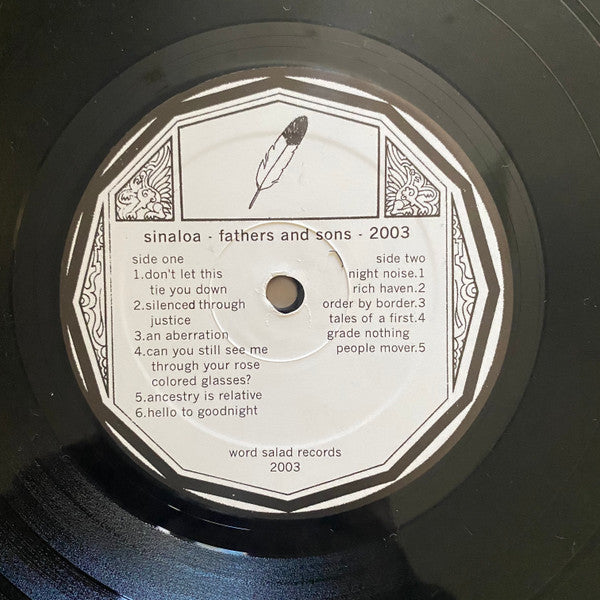 sinaloa - fathers and sons - 2003
side one
1.don't let this
tie you down
2.silenced through
justice
3.an aberration
4.can you still see me
through your rose
colored glasses?
5.ancestry is relative
6.hello to goodnight
side two
night noise.1
rich haven.2
order by border.3
tales of a first.4
grade nothing
people mover.5
word salad records
2003